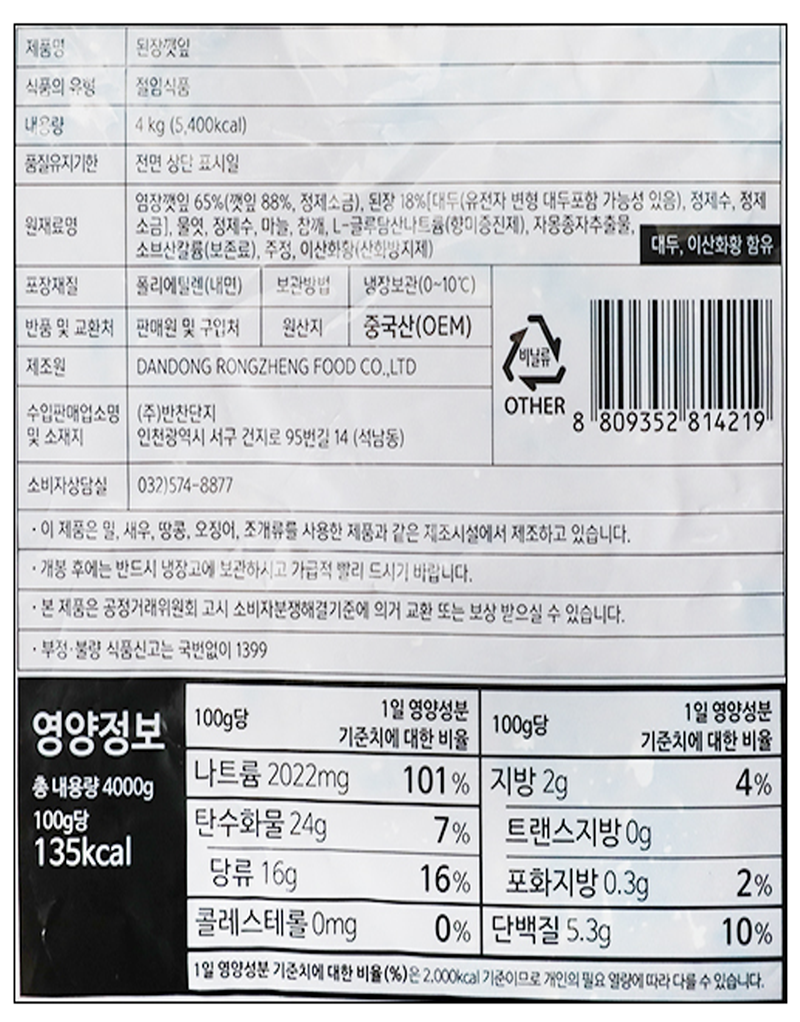 제품명 된장깻잎
식품의 유형 절임식품
내용량 4 kg (5,400kcal)
품질유지기한 전면 상단 표시일
원재료명 염장깻잎 65%(깻잎 88%, 정제소금), 된장 18%[대두(유전자 변형 대두포함 가능성 있음), 정제수, 정제
소금], 물엿, 정제수, 마늘, 참깨, L-글루탐산나트륨(향미증진제), 자몽종자추출물,
소브산칼륨(보존료), 주정, 이산화황(산화방지제)
대두, 이산화황 함유
포장재질 폴리에틸렌(내면) 보관방법 냉장보관(0~10℃)
반품 및 교환처 판매원 및 구입처 원산지 중국산(OEM)
제조원 DANDONG RONGZHENG FOOD CO.,LTD
수입판매업소명 (주)반찬단지
및 소재지 인천광역시 서구 건지로 95번길 14 (석남동)
비닐류
OTHER
8 809352 814219
소비자상담실 032)574-8877
· 이 제품은 밀, 새우, 땅콩, 오징어, 조개류를 사용한 제품과 같은 제조시설에서 제조하고 있습니다.
· 개봉 후에는 반드시 냉장고에 보관하시고 가급적 빨리 드시기 바랍니다.
· 본 제품은 공정거래위원회 고시 소비자분쟁해결기준에 의거 교환 또는 보상 받으실 수 있습니다.
· 부정·불량 식품신고는 국번없이 1399
영양정보
총 내용량 4000g
100g당
135kcal
100g당 1일 영양성분
기준치에 대한 비율
나트륨 2022mg 101%
탄수화물 24g 7%
당류 16g 16%
콜레스테롤 0mg 0%
100g당 1일 영양성분
기준치에 대한 비율
지방 2g 4%
트랜스지방 0g
포화지방 0.3g 2%
단백질 5.3g 10%
1일 영양성분 기준치에 대한 비율(%)은 2,000kcal 기준이므로 개인의 필요 열량에 따라 다를 수 있습니다.